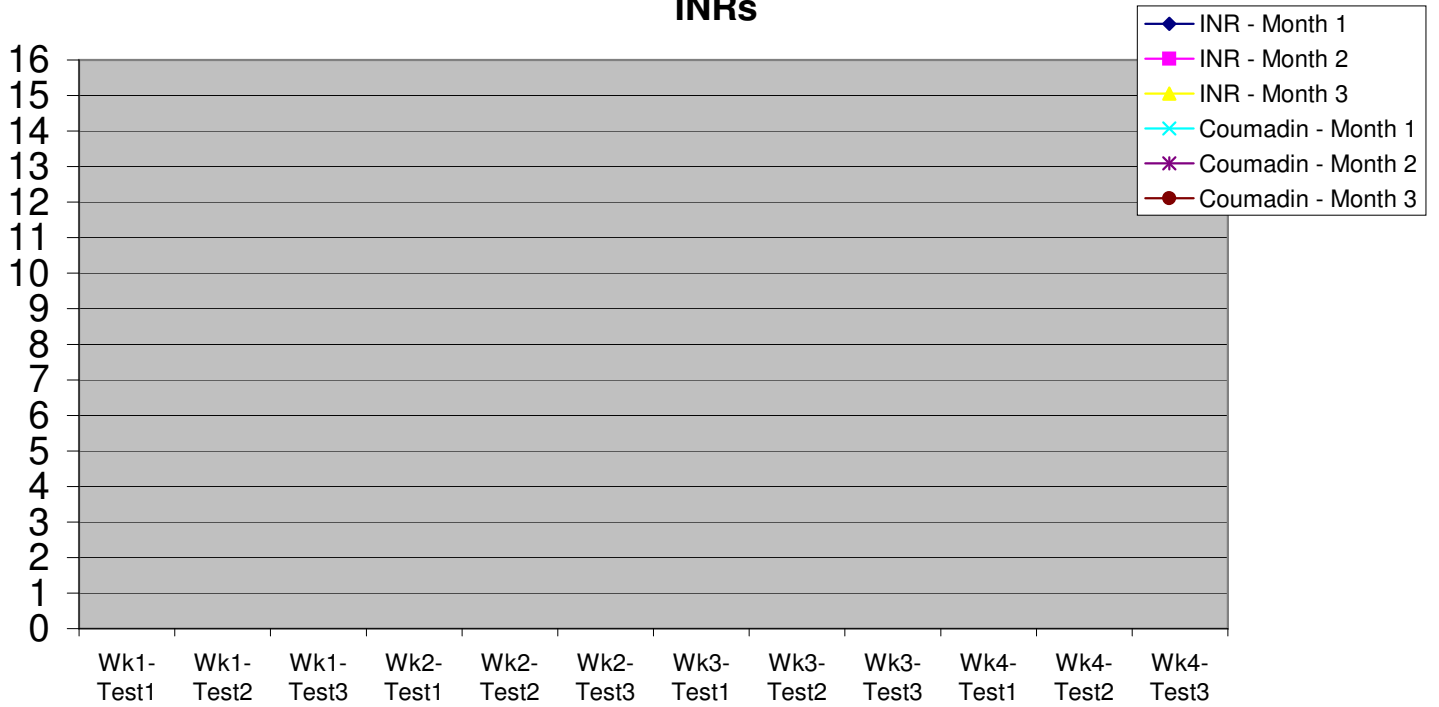 INRs
INR - Month 1
INR - Month 2
INR - Month 3
Coumadin - Month 1
Coumadin - Month 2
Coumadin - Month 3
16
15
14
13
12
11
10
9
8
7
6
5
4
3
2
1
0
Wk1- Wk1- Wk1- Wk2- Wk2- Wk2- Wk3- Wk3- Wk3- Wk4- Wk4- Wk4-
Test1 Test2 Test3 Test1 Test2 Test3 Test1 Test2 Test3 Test1 Test2 Test3